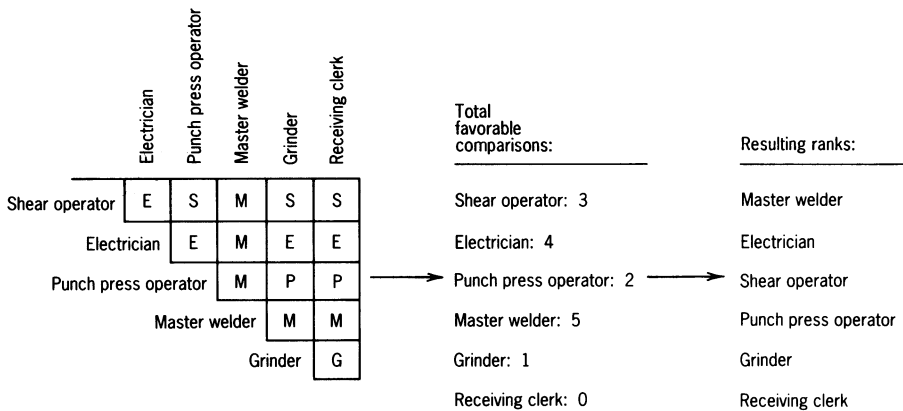 Electrician
Punch press operator
Master welder
Grinder
Receiving clerk
Shear operator E S M S S
Electrician E M E E
Punch press operator M P P
Master welder M M
Grinder G
Total
favorable
comparisons:
Shear operator: 3
Electrician: 4
Punch press operator: 2
Master welder: 5
Grinder: 1
Receiving clerk: 0
Resulting ranks:
Master welder
Electrician
Shear operator
Punch press operator
Grinder
Receiving clerk